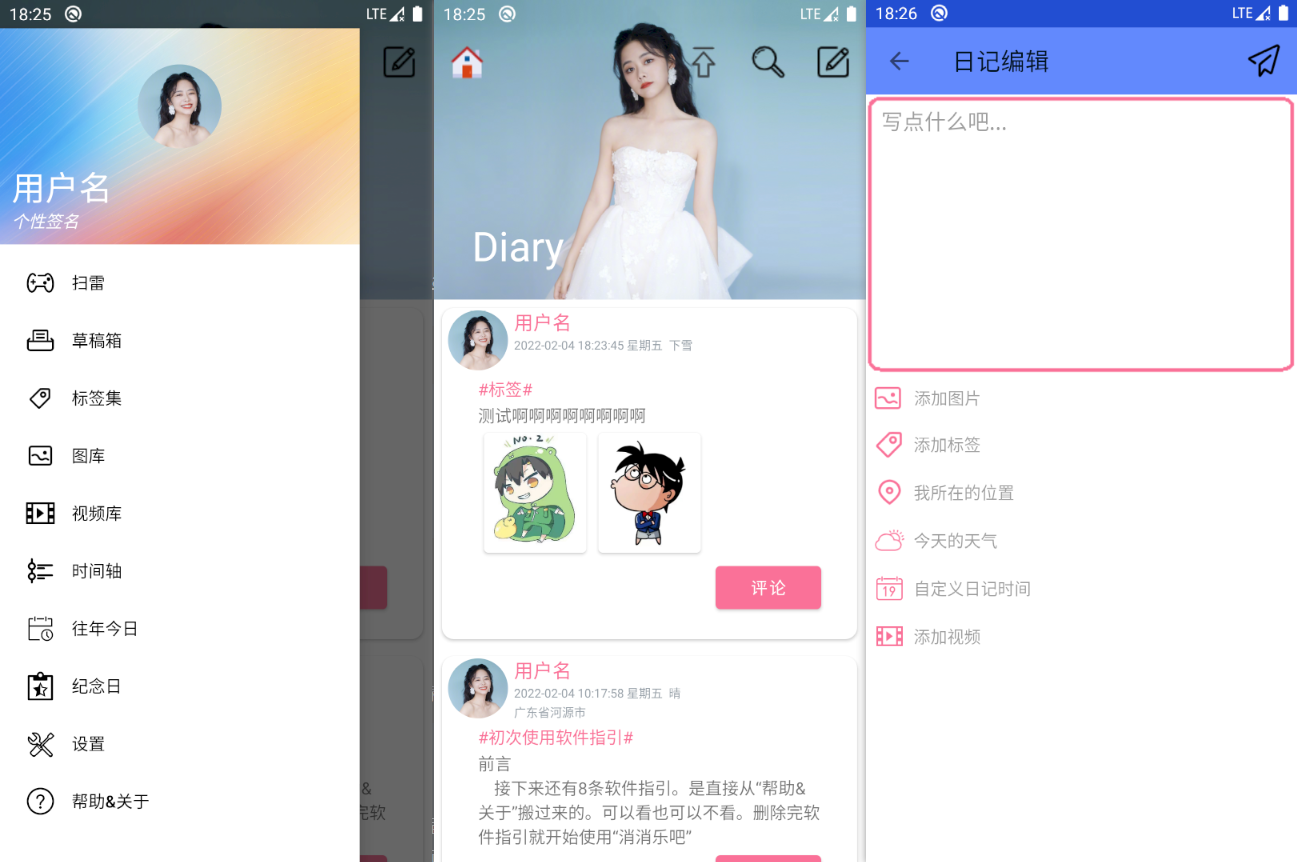 18:25
LTE
用户名
个性签名
扫雷
草稿箱
标签集
图库
视频库
时间轴
往年今日
纪念日
设置
帮助&关于
&
完软
18:25
LTE
Diary
用户名
2022-02-04 18:23:45 星期五 下雪
#标签#
测试啊啊啊啊啊啊啊啊
NO.2
评论
用户名
2022-02-04 10:17:58 星期五 晴
广东省河源市
#初次使用软件指引#
前言
接下来还有8条软件指引。是直接从“帮助&
关于”搬过来的。可以看也可以不看。删除完软
件指引就开始使用“消消乐吧”
18:26
LTE
日记编辑
写点什么吧...
添加图片
添加标签
我所在的位置
今天的天气
19
自定义日记时间
添加视频